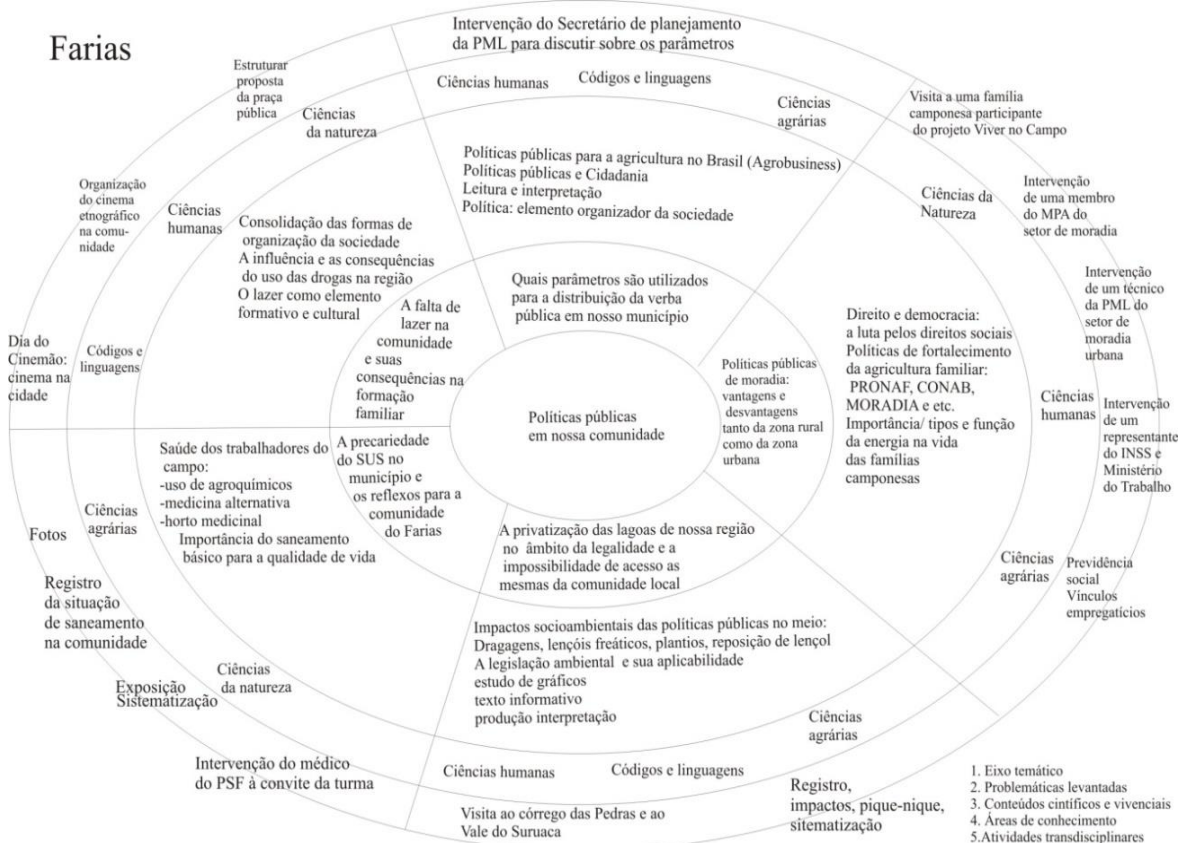 Farias
Intervenção do Secretário de planejamento
da PML para discutir sobre os parâmetros
Estruturar
proposta
da praça
pública
Ciências humanas
Códigos e linguagens
Ciências
agrárias
Ciências
da natureza
Visita a uma família
camponesa participante
do projeto Viver no Campo
Políticas públicas para a agricultura no Brasil (Agrobusiness)
Políticas públicas e Cidadania
Leitura e interpretação
Política: elemento organizador da sociedade
Organização
do cinema
etnográfico
na comu-
nidade
Ciências
humanas
Consolidação das formas de
organização da sociedade
A influência e as consequências
do uso das drogas na região
O lazer como elemento
formativo e cultural
Ciências da
Natureza
Intervenção
de uma membro
do MPA do
setor de moradia
Quais parâmetros são utilizados
para a distribuição da verba
pública em nosso município
A falta de
lazer na
comunidade
e suas
consequências na
formação
familiar
Intervenção
de um técnico
da PML do
setor de
moradia
urbana
Dia do
Cinemão:
cinema na
cidade
Códigos e
linguagens
Direito e democracia:
a luta pelos direitos sociais
Políticas de fortalecimento
da agricultura familiar:
PRONAF, CONAB,
MORADIA e etc.
Importância/ tipos e função
da energia na vida
das famílias
camponesas
Políticas públicas
de moradia:
vantagens e
desvantagens
tanto da zona rural
como da zona
urbana
Políticas públicas
em nossa comunidade
Ciências
humanas
Intervenção
de um
representante
do INSS e
Ministério
do Trabalho
Saúde dos trabalhadores do
campo:
-uso de agroquímicos
-medicina alternativa
-horto medicinal
Importância do saneamento
básico para a qualidade de vida
A precariedade
do SUS no
município e
os reflexos para a
comunidade
do Farias
Fotos
Ciências
agrárias
A privatização das lagoas de nossa região
no âmbito da legalidade e a
impossibilidade de acesso as
mesmas da comunidade local
Ciências
agrárias
Previdência
social
Vínculos
empregatícios
Registro
da situação
de saneamento
na comunidade
Impactos socioambientais das políticas públicas no meio:
Dragagens, lençóis freáticos, plantios, reposição de lençol
A legislação ambiental e sua aplicabilidade
estudo de gráficos
texto informativo
produção interpretação
Ciências
da natureza
Exposição
Sistematização
Ciências
agrárias
Intervenção do médico
do PSF à convite da turma
Ciências humanas
Códigos e linguagens
Registro,
impactos, pique-nique,
sitematização
Visita ao córrego das Pedras e ao
Vale do Suruaca
1. Eixo temático
2. Problemáticas levantadas
3. Conteúdos cintíficos e vivenciais
4. Áreas de conhecimento
5.Atividades transdisciplinares